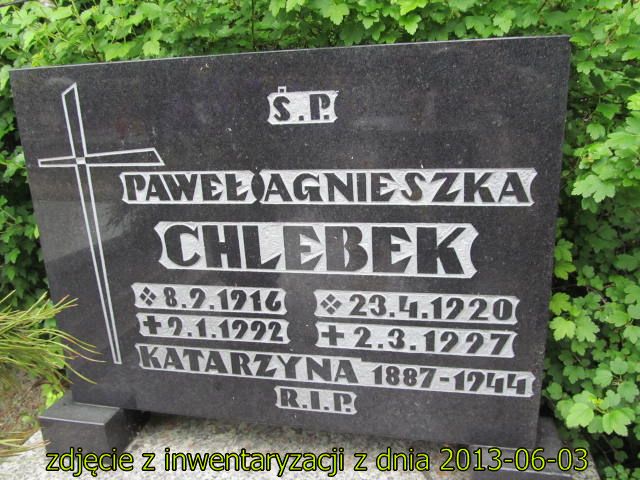 Ś.P.
PAWEŁ AGNIESZKA
CHLEBEK
8.9.1916 23.4.1920
+9.1.1992 +2.3.1997
KATARZYNA 1887-1944
R.I.P.
zdjęcie z inwentaryzacji z dnia 2013-06-03